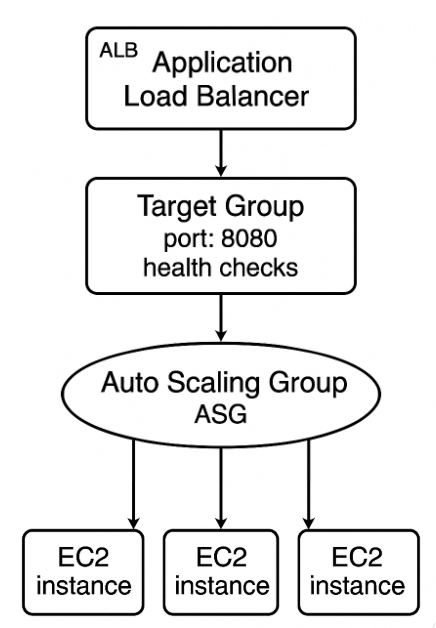 ALB
Application
Load Balancer
Target Group
port: 8080
health checks
Auto Scaling Group
ASG
EC2
instance
EC2
instance
EC2
instance